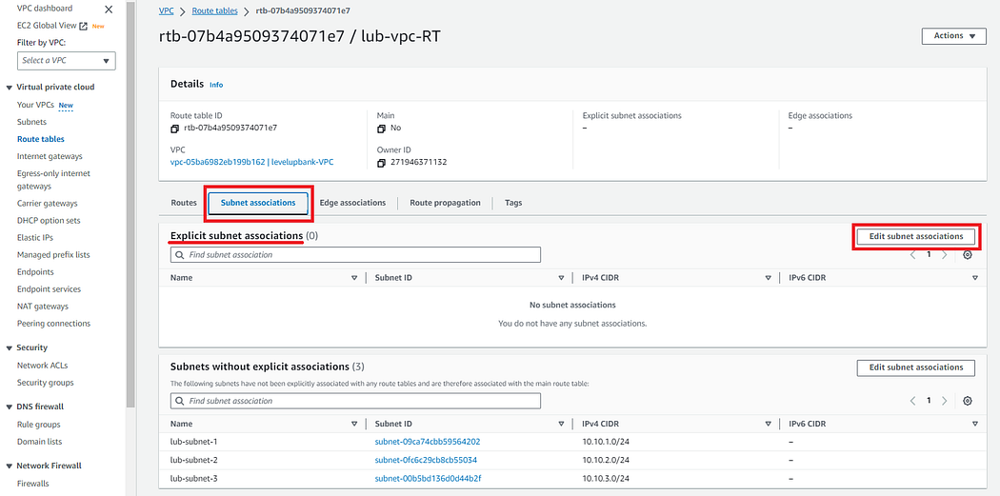 VPC dashboard
EC2 Global View New
Filter by VPC:
Select a VPC
Virtual private cloud
Your VPCs New
Subnets
Route tables
Internet gateways
Egress-only internet
gateways
Carrier gateways
DHCP option sets
Elastic IPs
Managed prefix lists
Endpoints
Endpoint services
NAT gateways
Peering connections
Security
Network ACLs
Security groups
DNS firewall
Rule groups
Domain lists
Network Firewall
Firewalls
VPC > Route tables > rtb-07b4a9509374071e7
rtb-07b4a9509374071e7 / lub-vpc-RT
Actions
Details Info
Route table ID
rtb-07b4a9509374071e7
Main
No
Explicit subnet associations
–
Edge associations
–
VPC
vpc-05ba6982eb199b162 | levelupbank-VPC
Owner ID
271946371132
Routes Subnet associations Edge associations Route propagation Tags
Explicit subnet associations (0)
Edit subnet associations
Find subnet association
1
Name Subnet ID IPv4 CIDR IPv6 CIDR
No subnet associations
You do not have any subnet associations.
Subnets without explicit associations (3)
Edit subnet associations
The following subnets have not been explicitly associated with any route tables and are therefore associated with the main route table:
Find subnet association
1
Name Subnet ID IPv4 CIDR IPv6 CIDR
lub-subnet-1 subnet-09ca74cbb59564202 10.10.1.0/24 –
lub-subnet-2 subnet-0fc6c29cb8cb55034 10.10.2.0/24 –
lub-subnet-3 subnet-00b5bd136d0d44b2f 10.10.3.0/24 –